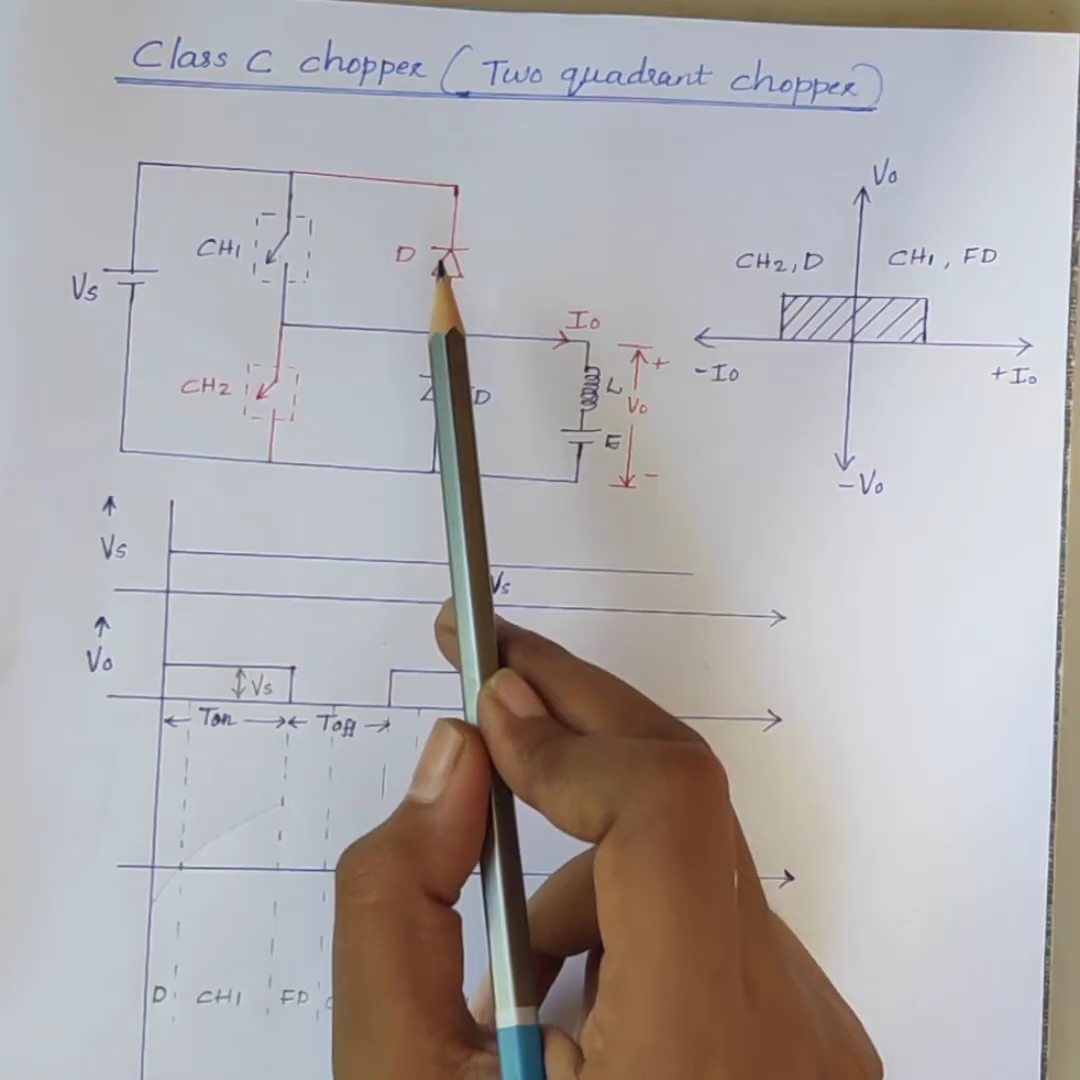 Class C chopper (Two quadrant chopper)
Vo
CH1
D
CH2, D
CH1, FD
Vs
Io
-Io
+Io
CH2
L
+
Vo
E
-
-Vo
Vs
Vs
Vo
Vs
Ton
Toff
D
CH1
FD